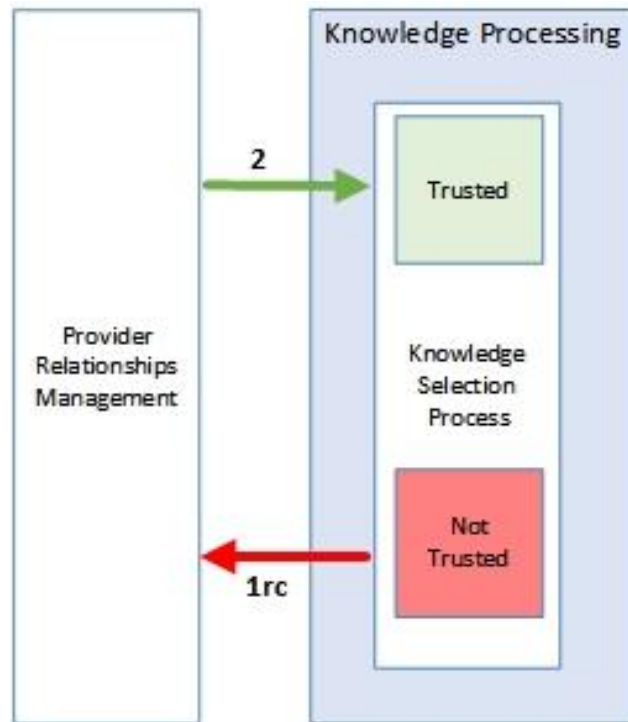 Knowledge Processing
2
Trusted
Provider
Relationships
Management
Knowledge
Selection
Process
Not
Trusted
1rc